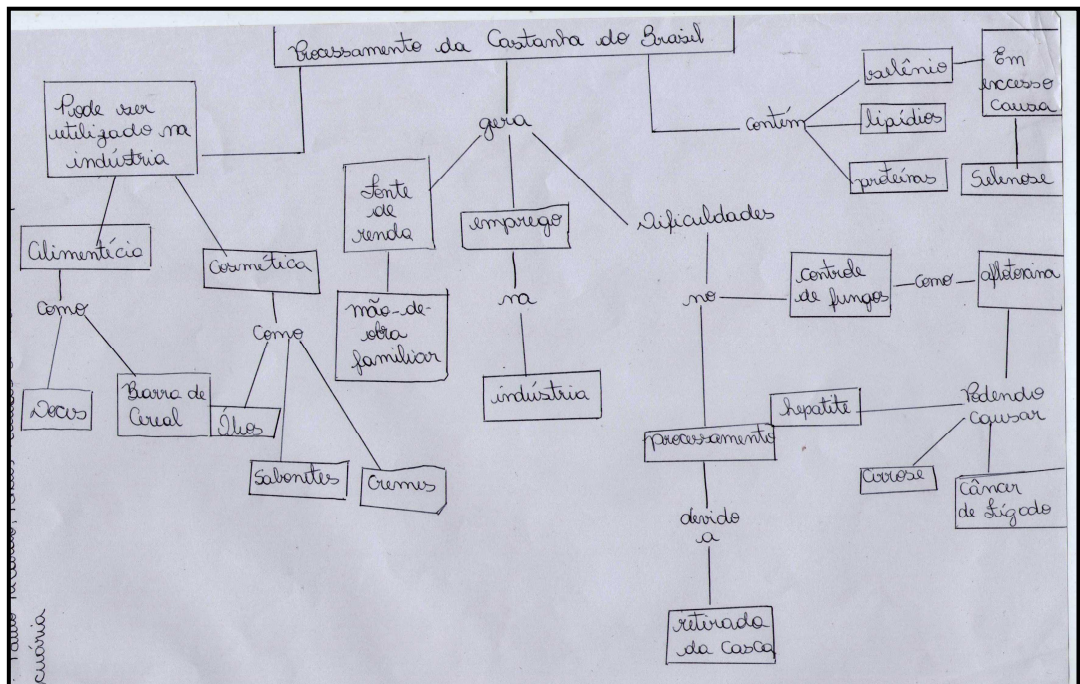 Processamento da Castanha do Brasil
Pode ser
utilizado na
indústria
Alimentécia
como
Doces
Barra de
Cereal
Cosmética
Como
Óleos
Sabonetes
Cremes
gera
Fonte
de
renda
mão-de-
obra
familiar
emprego
na
indústria
Dificuldades
no
controle
de fungos
como
aflotoxina
Podendo
causar
hepatite
Cirrose
Câncer
de Fígado
processamento
devido
a
retirada
da Casca
Contém
selênio
lipídios
proteínas
Em
excesso
Causa
Selenose
cuária